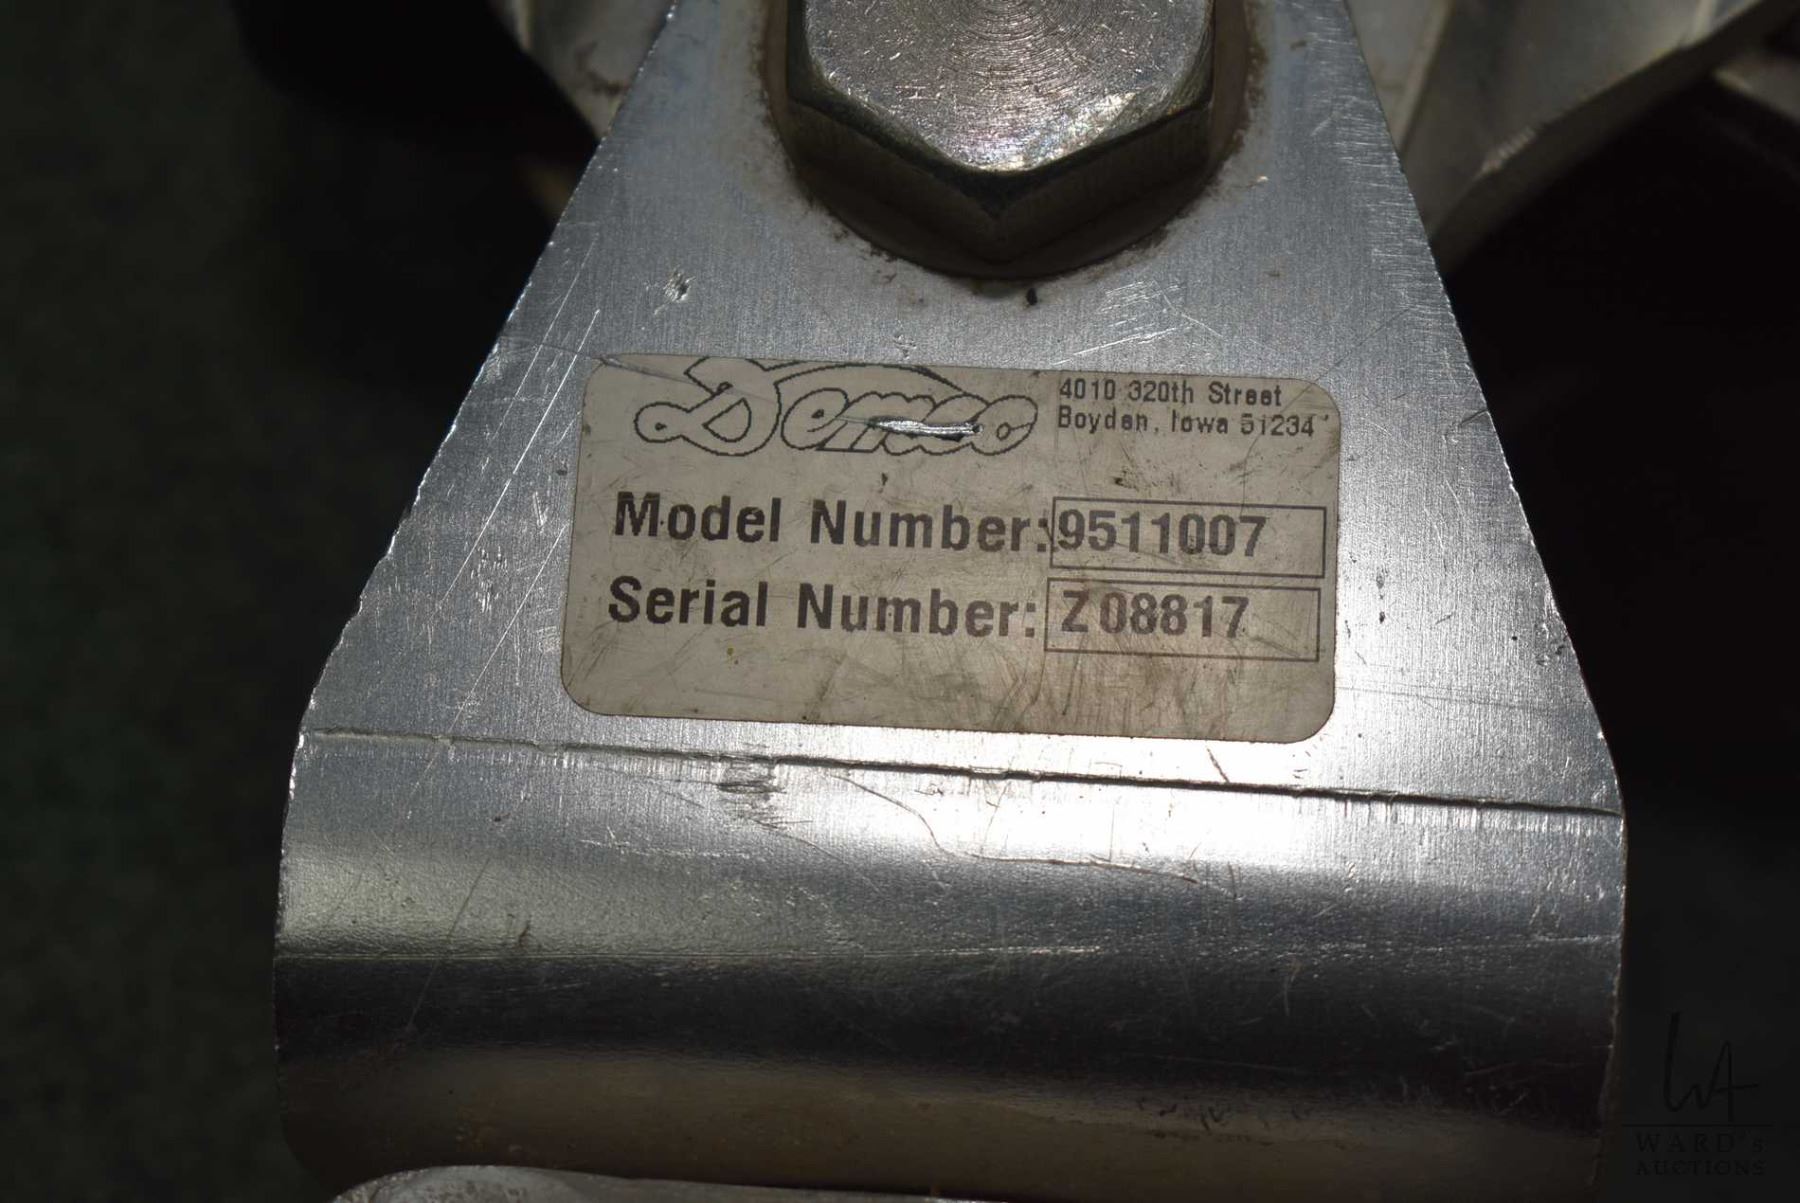 Demco
4010 320th Street
Boyden, Iowa 51234
Model Number: 9511007
Serial Number: Z08817
WARD's
AUCTIONS